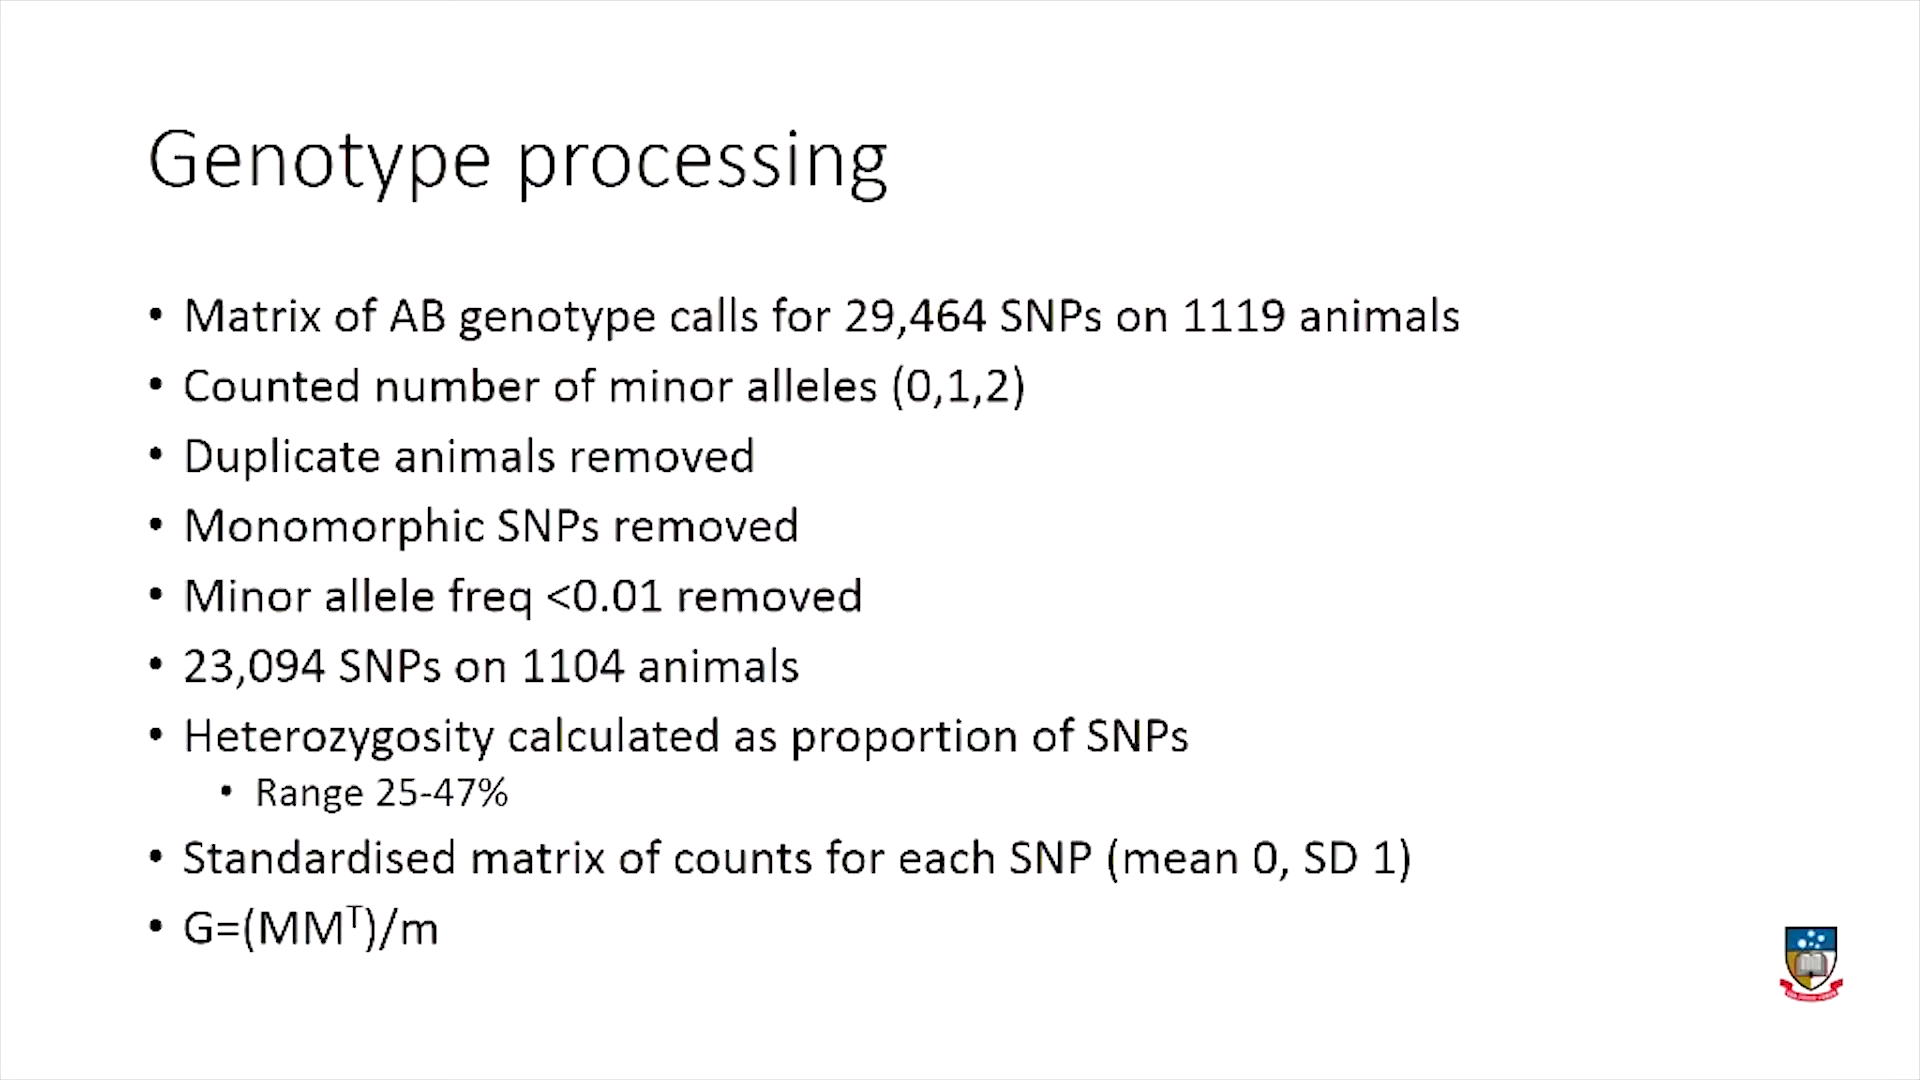 Genotype processing
• Matrix of AB genotype calls for 29,464 SNPs on 1119 animals
• Counted number of minor alleles (0,1,2)
• Duplicate animals removed
• Monomorphic SNPs removed
• Minor allele freq <0.01 removed
• 23,094 SNPs on 1104 animals
• Heterozygosity calculated as proportion of SNPs
• Range 25-47%
• Standardised matrix of counts for each SNP (mean 0, SD 1)
• G=(MMᵀ)/m